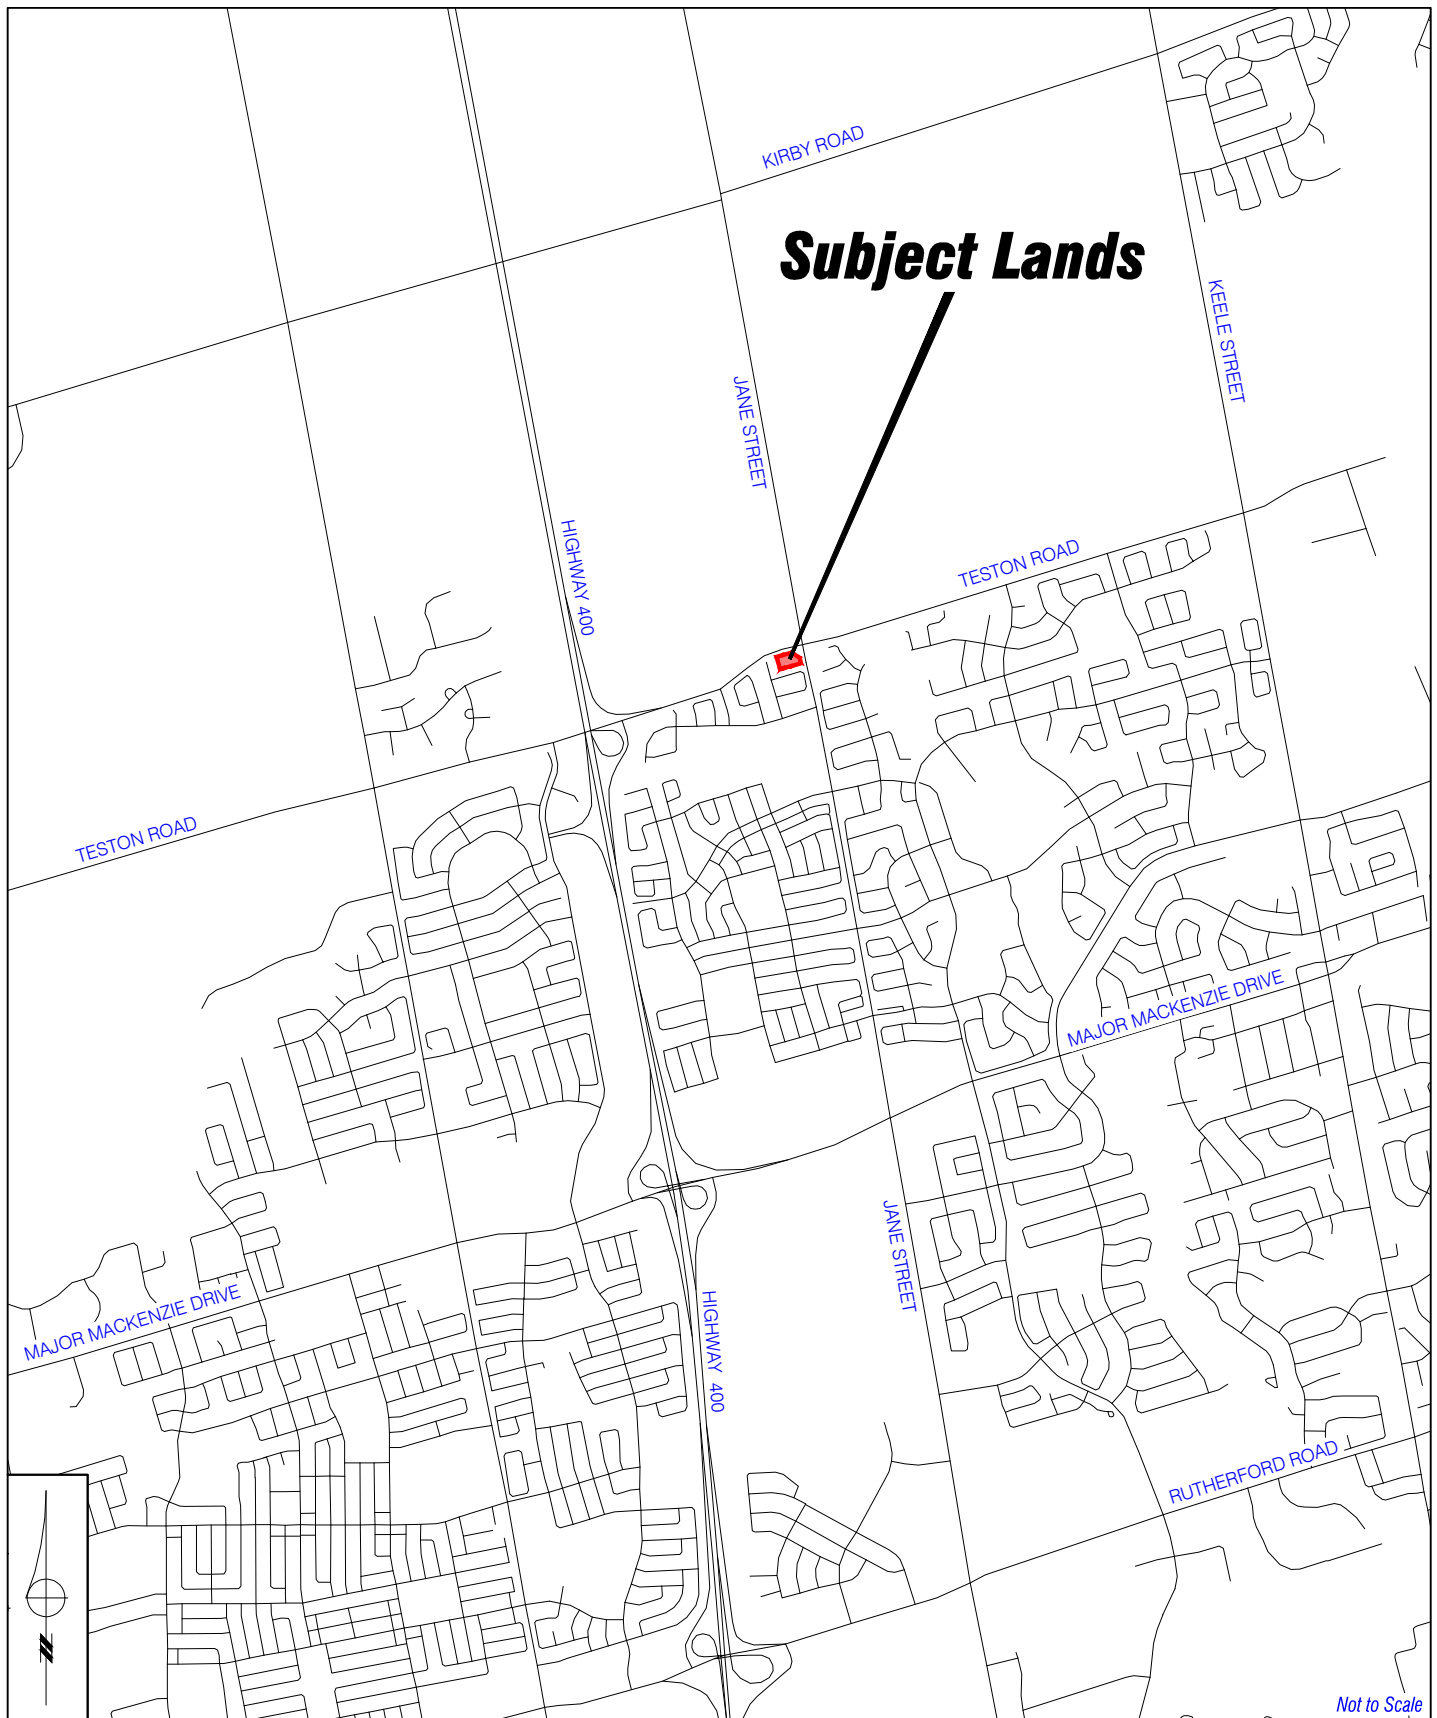 KIRBY ROAD
Subject Lands
KEELE STREET
JANE STREET
HIGHWAY 400
TESTON ROAD
TESTON ROAD
MAJOR MACKENZIE DRIVE
JANE STREET
MAJOR MACKENZIE DRIVE
HIGHWAY 400
RUTHERFORD ROAD
N
Not to Scale